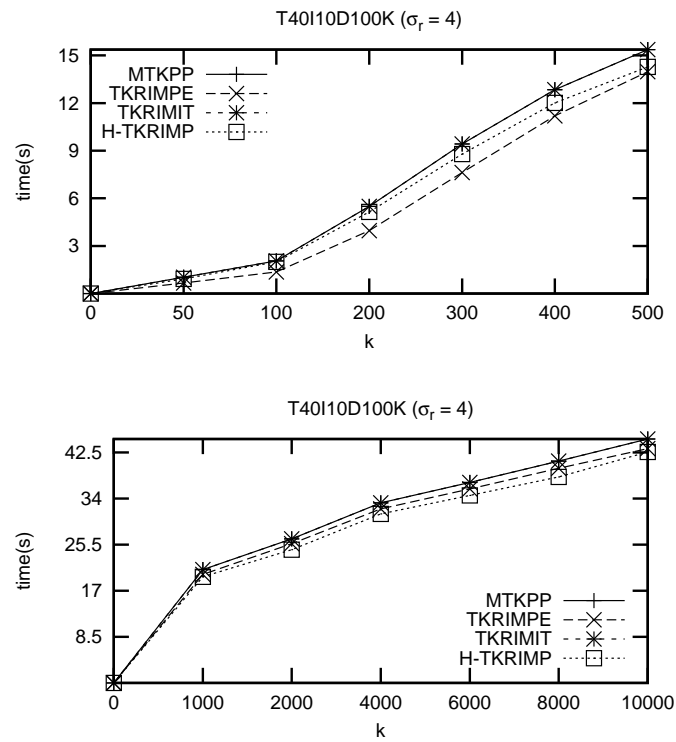 T40I10D100K (σr = 4)
15
12
9
6
3
time(s)
MTKPP
TKRIMPE
TKRIMIT
H-TKRIMP
0 50 100 200 300 400 500
k
T40I10D100K (σr = 4)
42.5
34
25.5
17
8.5
time(s)
MTKPP
TKRIMPE
TKRIMIT
H-TKRIMP
0 1000 2000 4000 6000 8000 10000
k